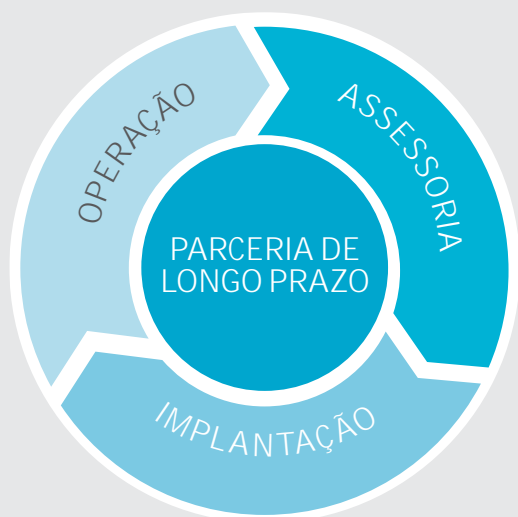 OPERAÇÃO
ASSESSORIA
PARCERIA DE
LONGO PRAZO
IMPLANTAÇÃO